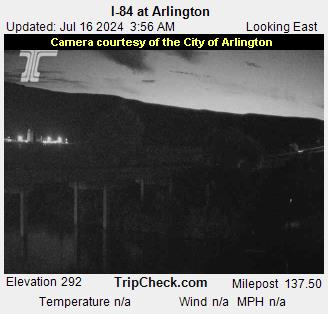 I-84 at Arlington
Updated: Jul 16 2024 3:56 AM Looking East
Camera courtesy of the City of Arlington
Elevation 292 TripCheck.com Milepost 137.50
Temperature n/a Wind n/a MPH n/a